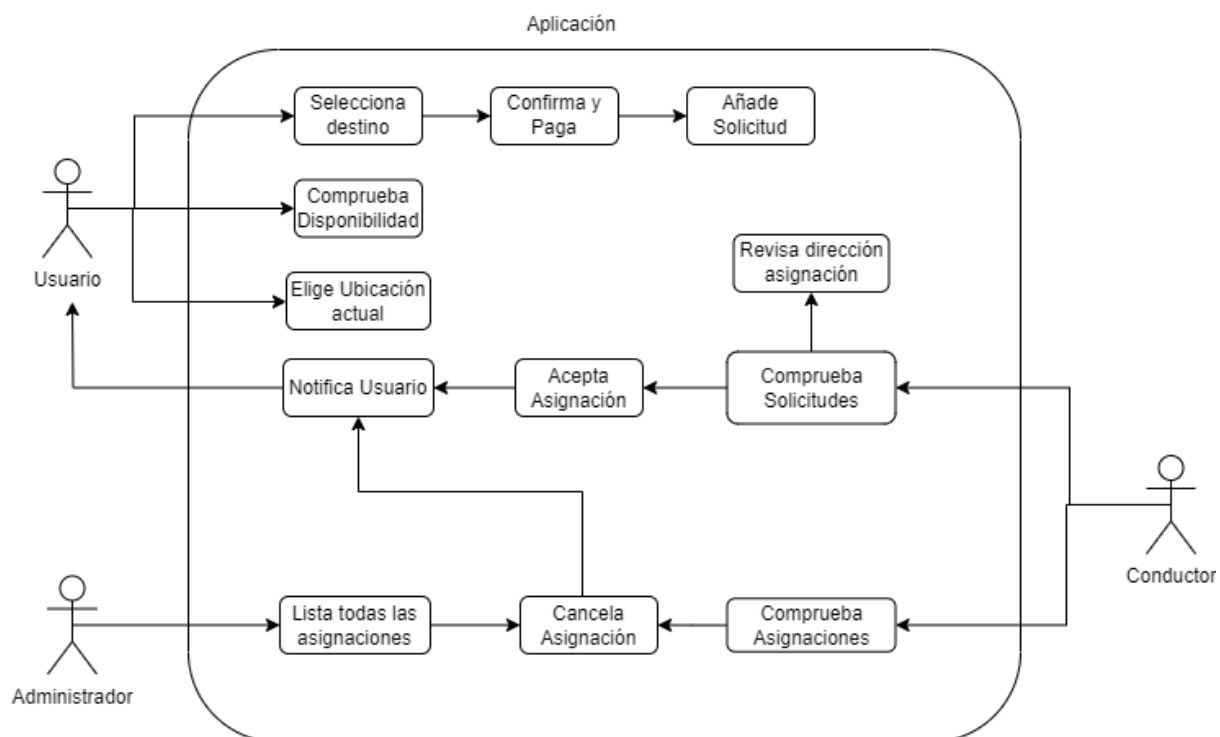 Aplicación
Selecciona
destino
Confirma y
Paga
Añade
Solicitud
Comprueba
Disponibilidad
Usuario
Elige Ubicación
actual
Revisa dirección
asignación
Notifica Usuario
Acepta
Asignación
Comprueba
Solicitudes
Conductor
Lista todas las
asignaciones
Cancela
Asignación
Comprueba
Asignaciones
Administrador